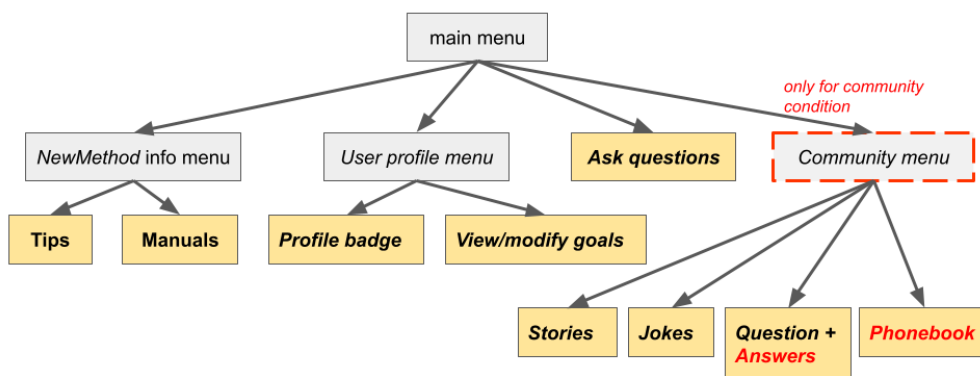 main menu
only for community
condition
NewMethod info menu
User profile menu
Ask questions
Community menu
Tips
Manuals
Profile badge
View/modify goals
Stories
Jokes
Question +
Answers
Phonebook